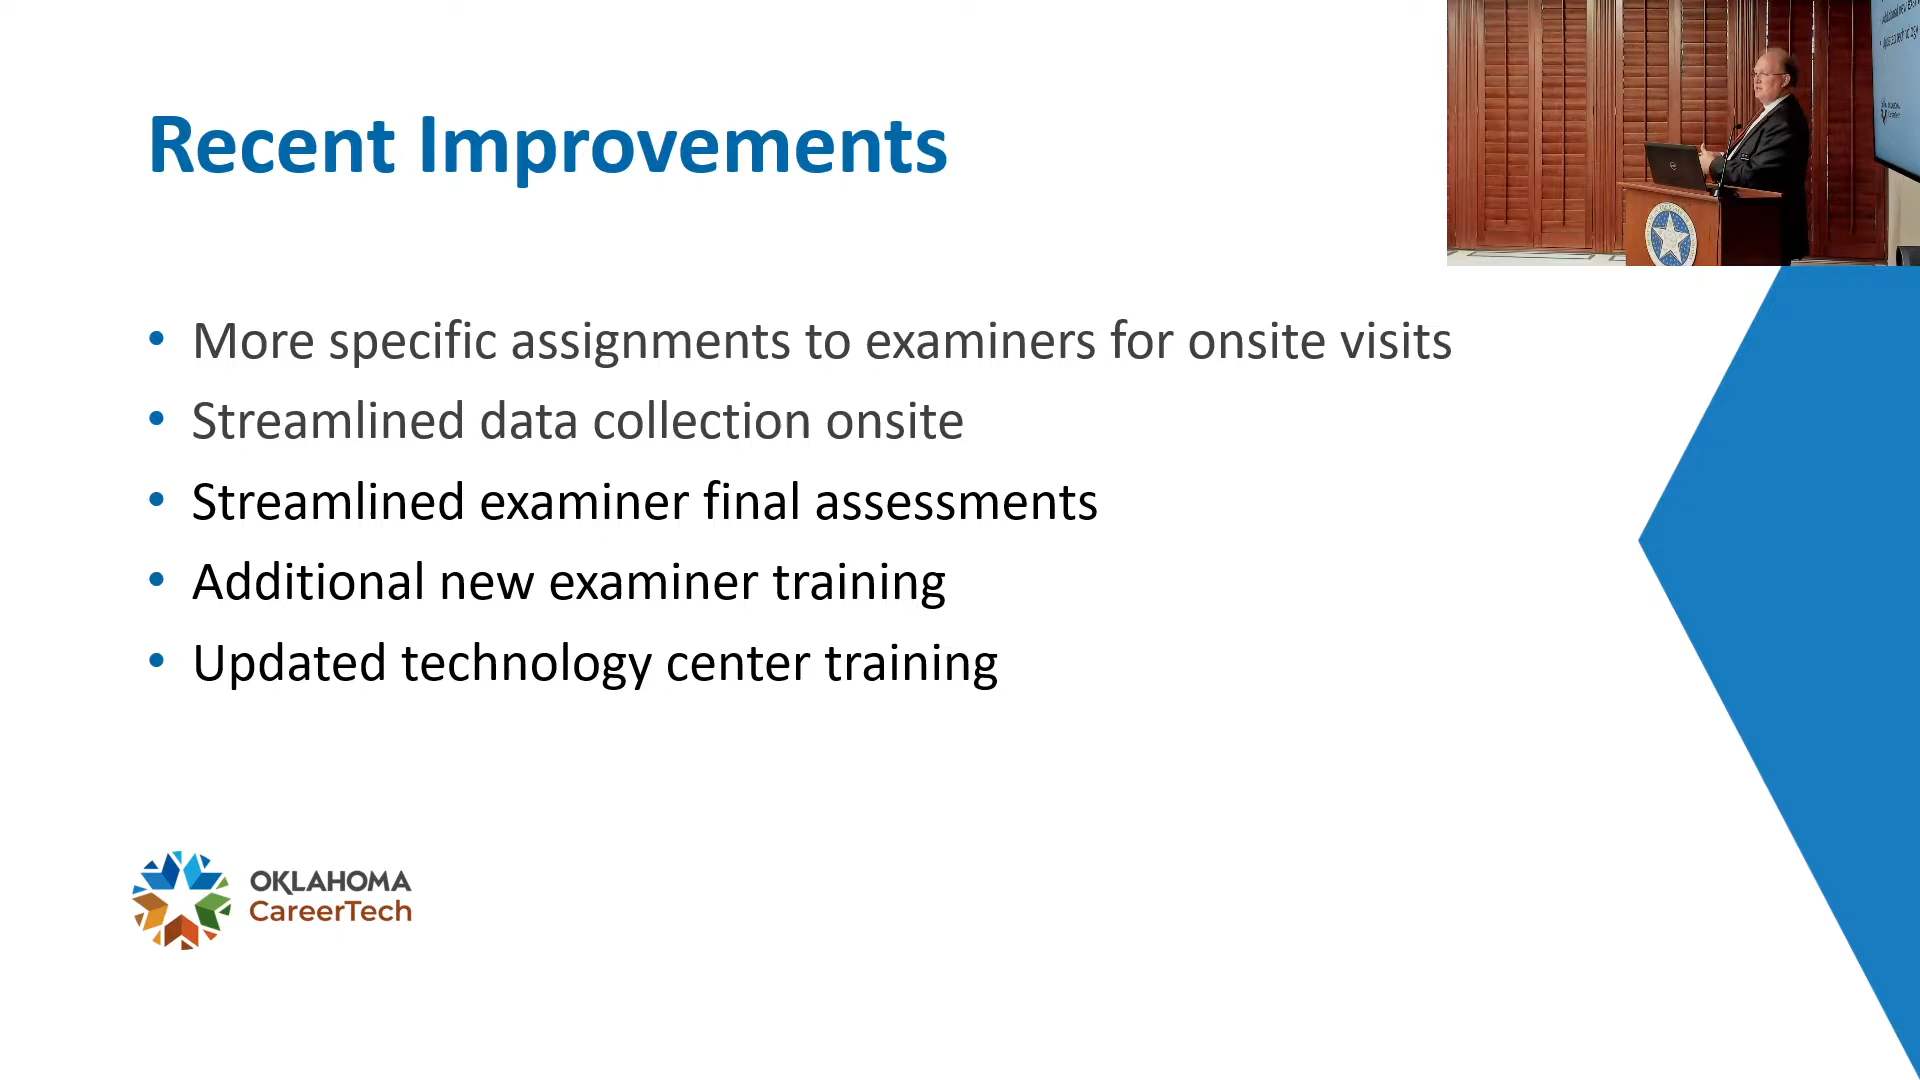 Recent Improvements
• More specific assignments to examiners for onsite visits
• Streamlined data collection onsite
• Streamlined examiner final assessments
• Additional new examiner training
• Updated technology center training
OKLAHOMA
CareerTech